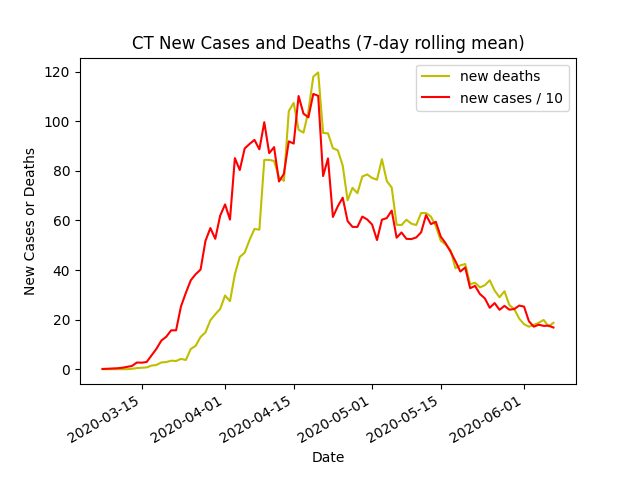 CT New Cases and Deaths (7-day rolling mean)
new deaths
new cases / 10
New Cases or Deaths
120
100
80
60
40
20
0
2020-03-15
2020-04-01
2020-04-15
2020-05-01
2020-05-15
2020-06-01
Date